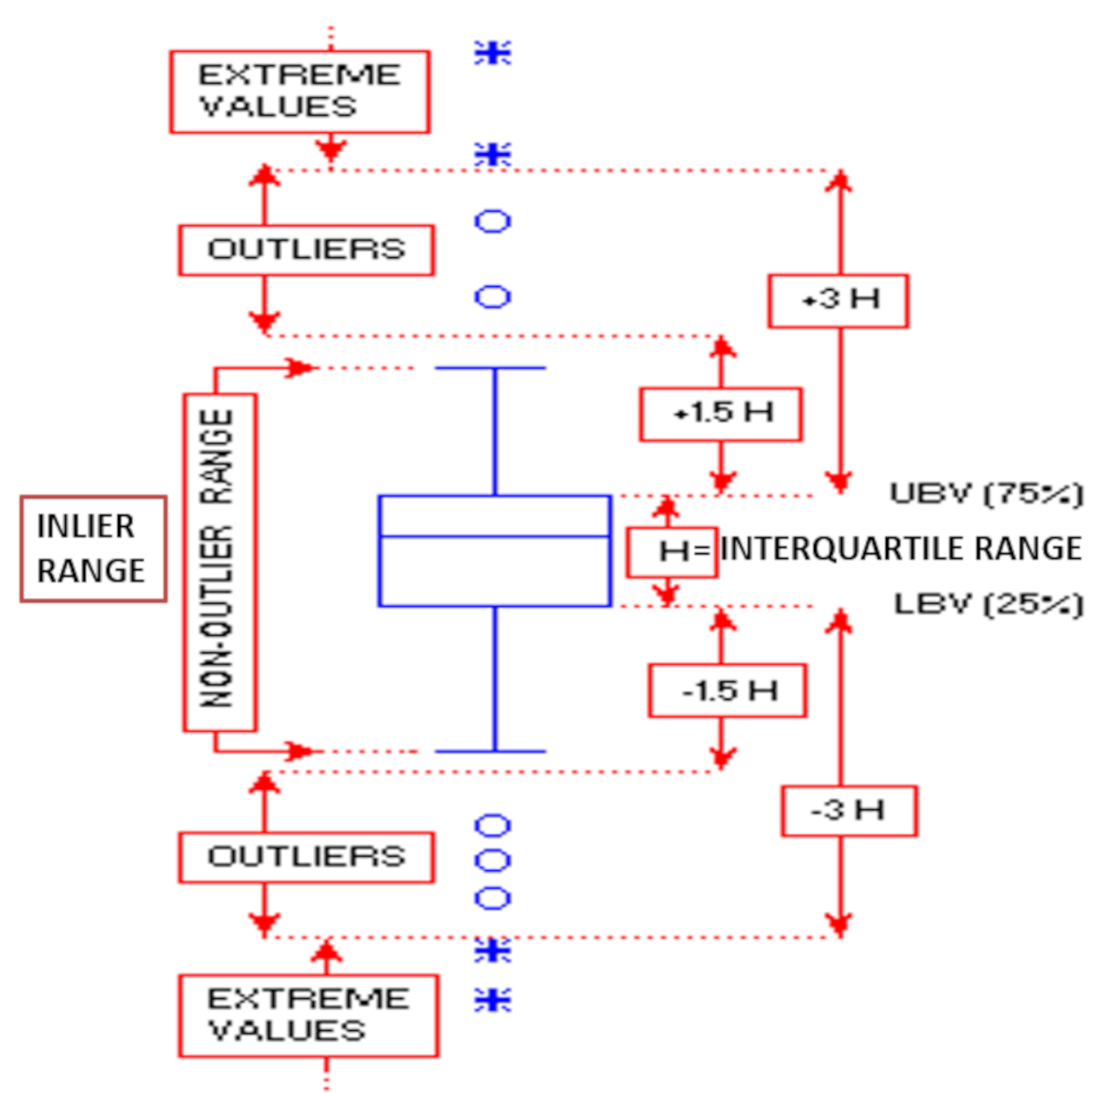 EXTREME
VALUES
OUTLIERS
+3 H
+1.5 H
NON-OUTLIER RANGE
UBV (75%)
INLIER
RANGE
H = INTERQUARTILE RANGE
LBV (25%)
-1.5 H
-3 H
OUTLIERS
EXTREME
VALUES